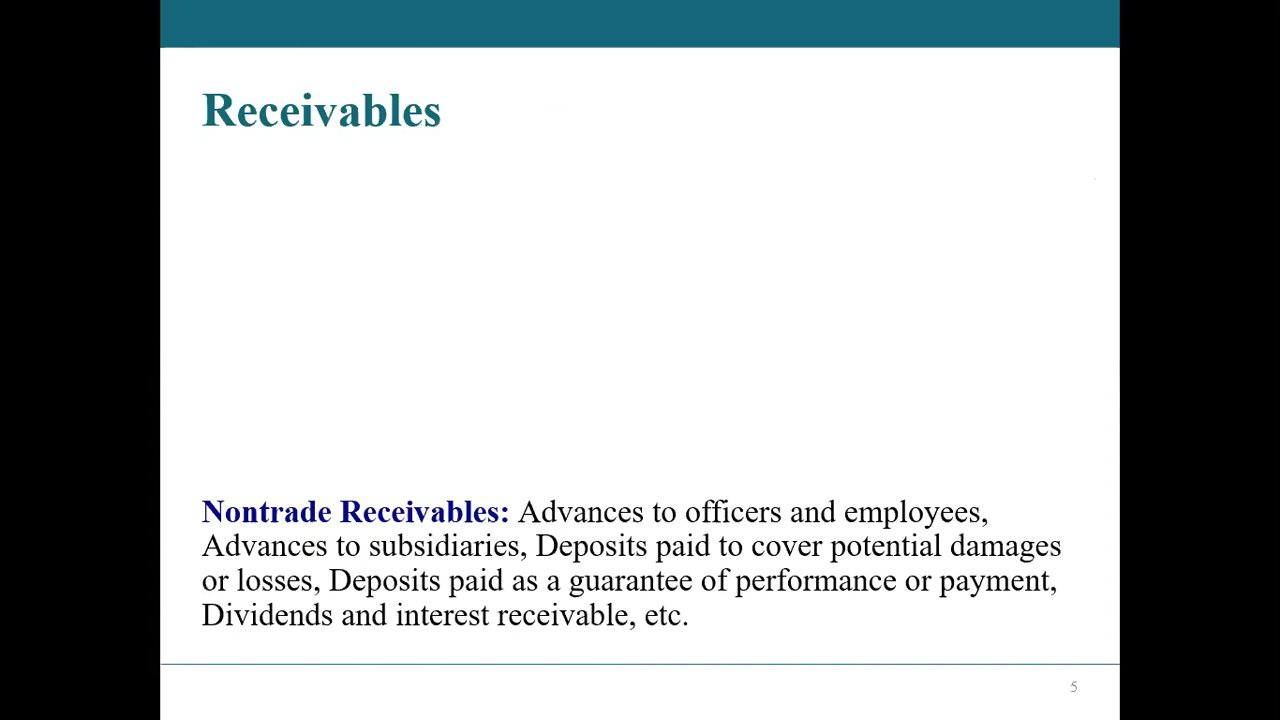 Receivables
Nontrade Receivables: Advances to officers and employees,
Advances to subsidiaries, Deposits paid to cover potential damages
or losses, Deposits paid as a guarantee of performance or payment,
Dividends and interest receivable, etc.
5